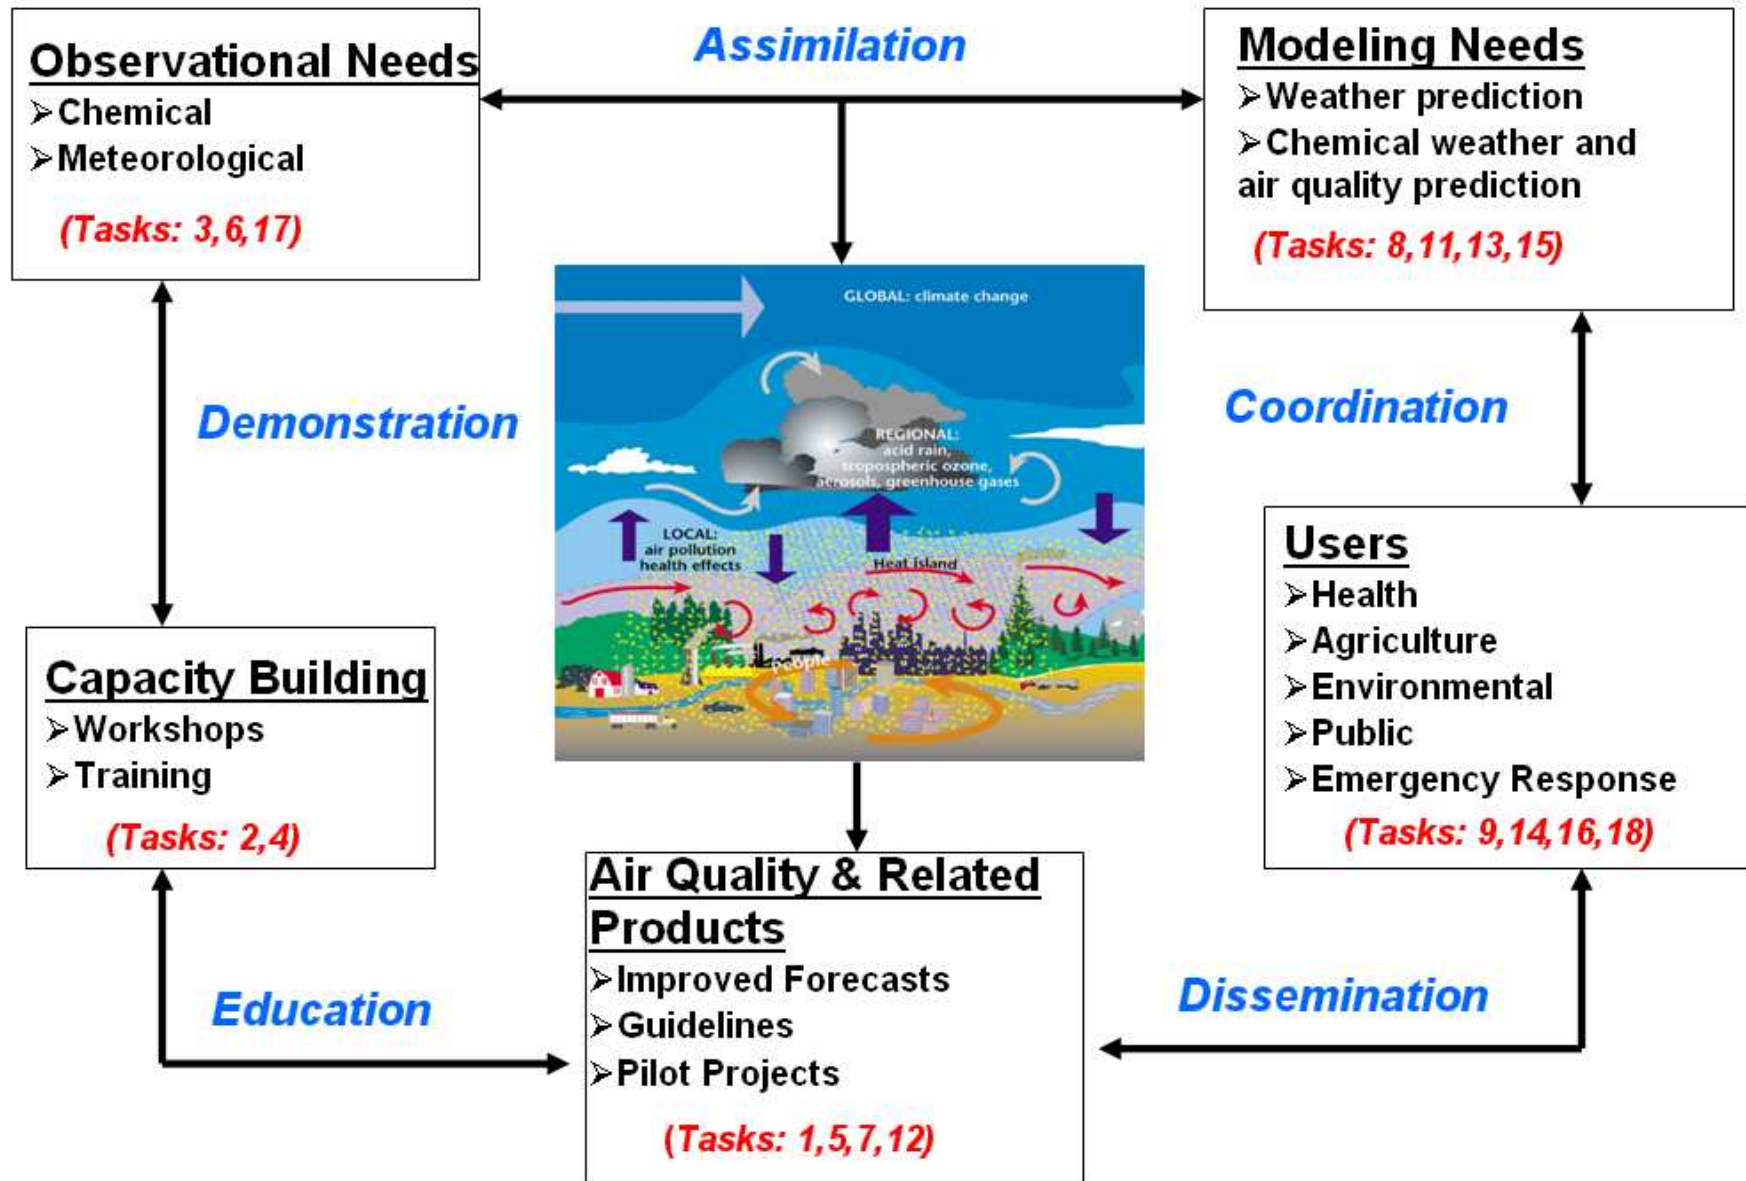 Observational Needs
➢Chemical
➢Meteorological
(Tasks: 3,6,17)
Assimilation
Modeling Needs
➢Weather prediction
➢Chemical weather and
air quality prediction
(Tasks: 8,11,13,15)
Demonstration
GLOBAL: climate change
REGIONAL:
acid rain,
tropospheric ozone,
aerosols, greenhouse gases
LOCAL:
air pollution
health effects
Heat island
People
Coordination
Capacity Building
➢Workshops
➢Training
(Tasks: 2,4)
Users
➢Health
➢Agriculture
➢Environmental
➢Public
➢Emergency Response
(Tasks: 9,14,16,18)
Education
Air Quality & Related
Products
➢Improved Forecasts
➢Guidelines
➢Pilot Projects
(Tasks: 1,5,7,12)
Dissemination